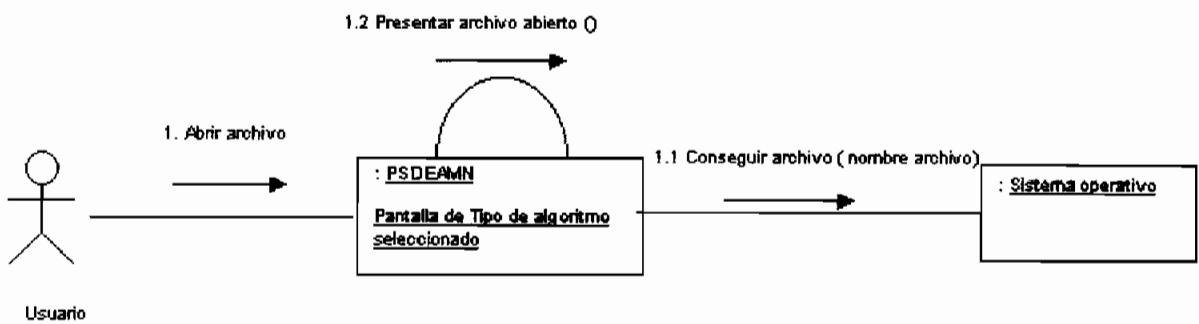 1.2 Presentar archivo abierto ()
1. Abrir archivo
: PSDEAMN
Pantalla de Tipo de algoritmo
seleccionado
1.1 Conseguir archivo ( nombre archivo)
: Sistema operativo
Usuario